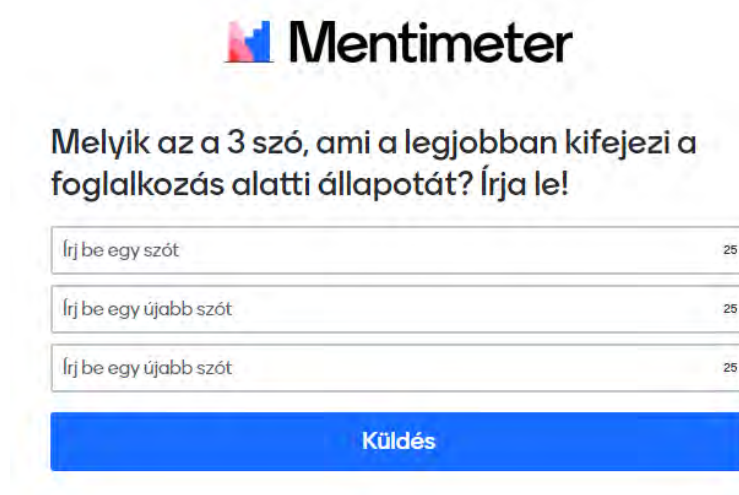 Mentimeter
Melyik az a 3 szó, ami a legjobban kifejezi a
foglalkozás alatti állapotát? Írja le!
Írj be egy szót 25
Írj be egy újabb szót 25
Írj be egy újabb szót 25
Küldés